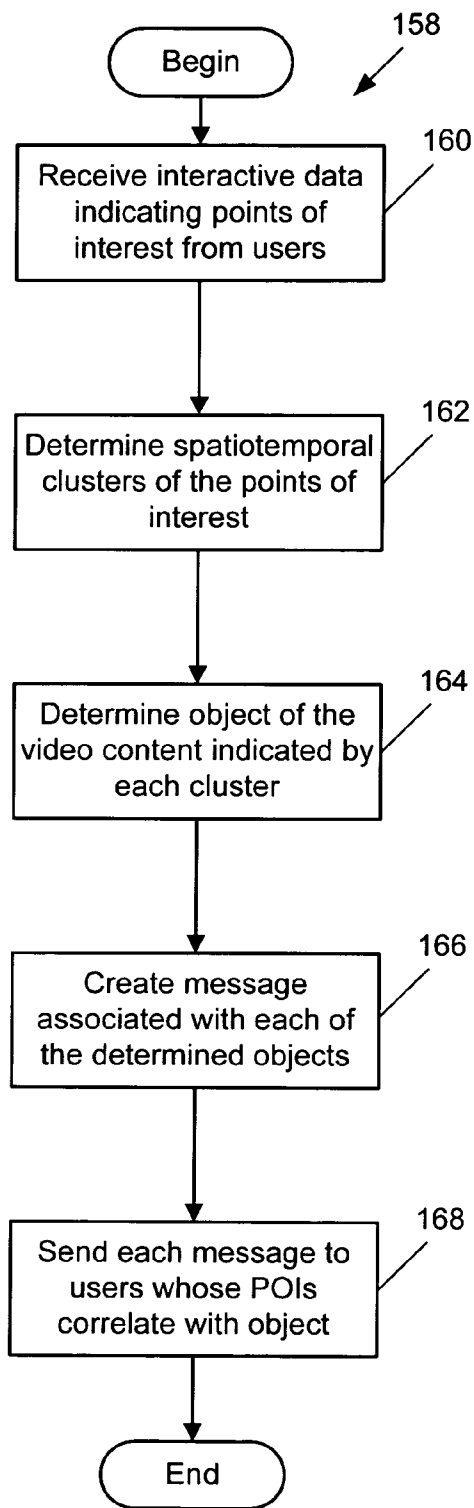 158
Begin
160
Receive interactive data
indicating points of
interest from users
162
Determine spatiotemporal
clusters of the points of
interest
164
Determine object of the
video content indicated by
each cluster
166
Create message
associated with each of
the determined objects
168
Send each message to
users whose POIs
correlate with object
End